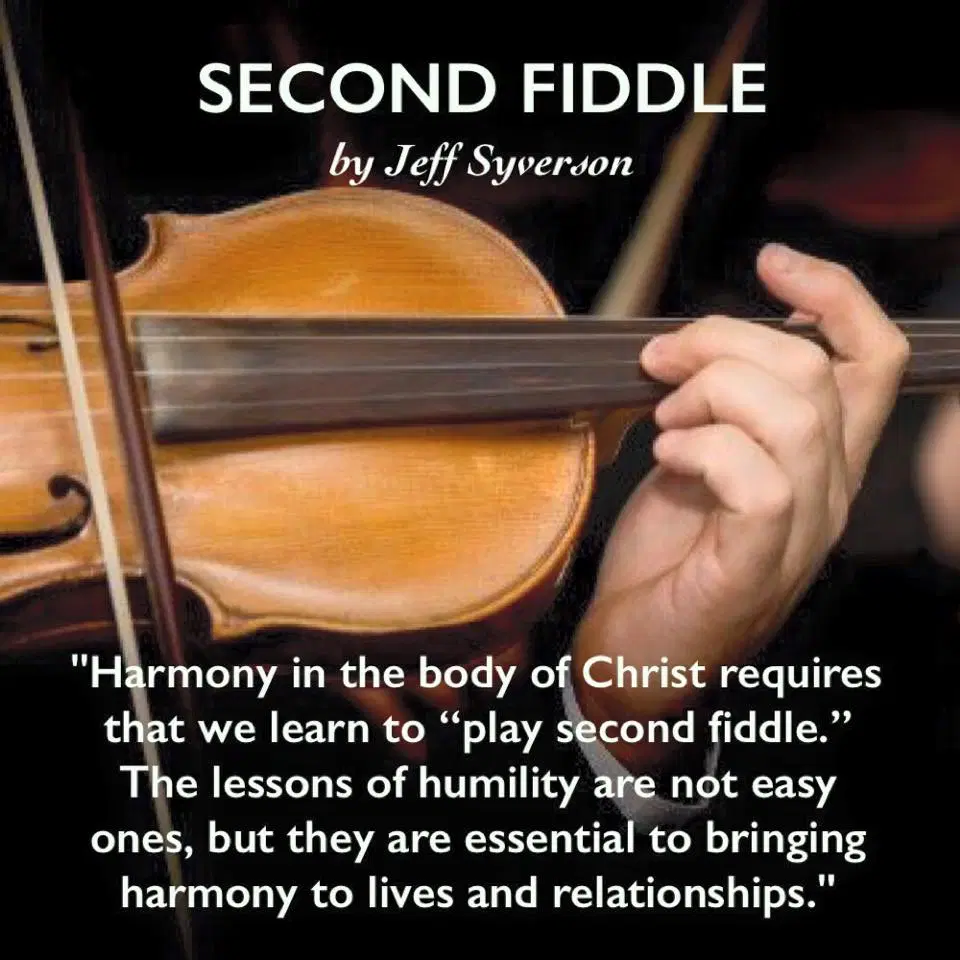 SECOND FIDDLE
by Jeff Syverson
"Harmony in the body of Christ requires
that we learn to “play second fiddle.”
The lessons of humility are not easy
ones, but they are essential to bringing
harmony to lives and relationships."